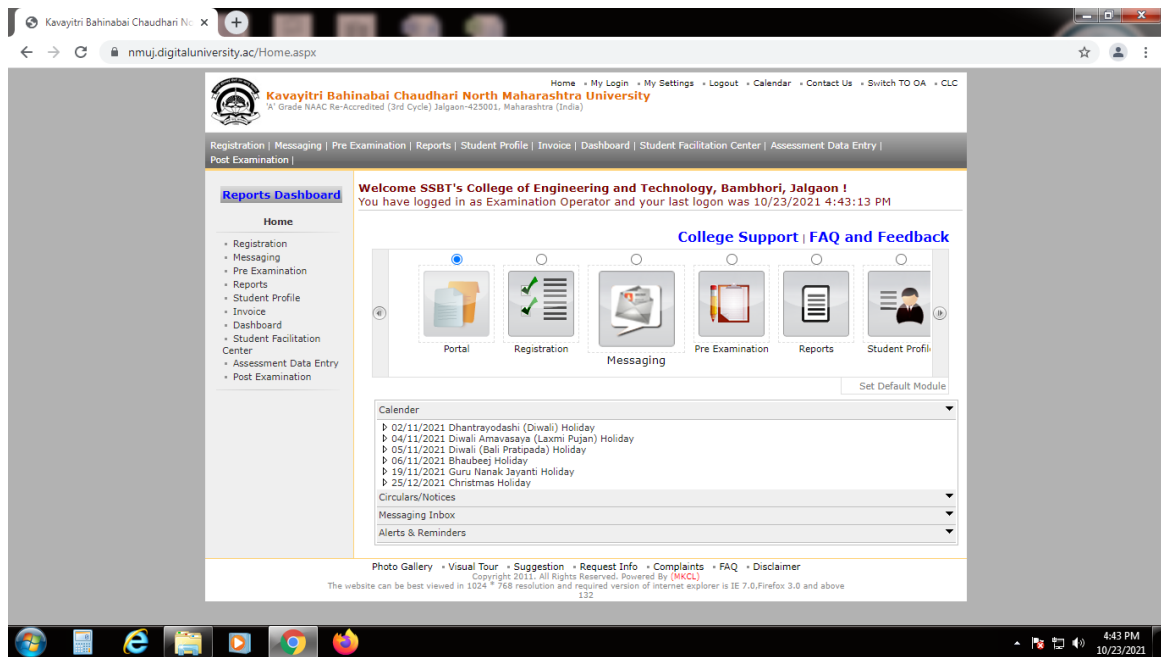 Kavayitri Bahinabai Chaudhari No
nmuj.digitaluniversity.ac/Home.aspx
Home • My Login • My Settings • Logout • Calendar • Contact Us • Switch TO OA • CLC
Kavayitri Bahinabai Chaudhari North Maharashtra University
'A' Grade NAAC Re-Accredited (3rd Cycle) Jalgaon-425001, Maharashtra (India)
Registration | Messaging | Pre Examination | Reports | Student Profile | Invoice | Dashboard | Student Facilitation Center | Assessment Data Entry |
Post Examination |
Reports Dashboard
Home
Registration
Messaging
Pre Examination
Reports
Student Profile
Invoice
Dashboard
Student Facilitation
Center
Assessment Data Entry
Post Examination
Welcome SSBT's College of Engineering and Technology, Bambhori, Jalgaon !
You have logged in as Examination Operator and your last logon was 10/23/2021 4:43:13 PM
College Support | FAQ and Feedback
Portal Registration Messaging Pre Examination Reports Student Profil
Set Default Module
Calender
02/11/2021 Dhantrayodashi (Diwali) Holiday
04/11/2021 Diwali Amavasaya (Laxmi Pujan) Holiday
05/11/2021 Diwali (Bali Pratipada) Holiday
06/11/2021 Bhaubeej Holiday
19/11/2021 Guru Nanak Jayanti Holiday
25/12/2021 Christmas Holiday
Circulars/Notices
Messaging Inbox
Alerts & Reminders
Photo Gallery • Visual Tour • Suggestion • Request Info • Complaints • FAQ • Disclaimer
Copyright 2011. All Rights Reserved. Powered By (MKCL)
The website can be best viewed in 1024 * 768 resolution and required version of internet explorer is IE 7.0,Firefox 3.0 and above
132
4:43 PM
10/23/2021